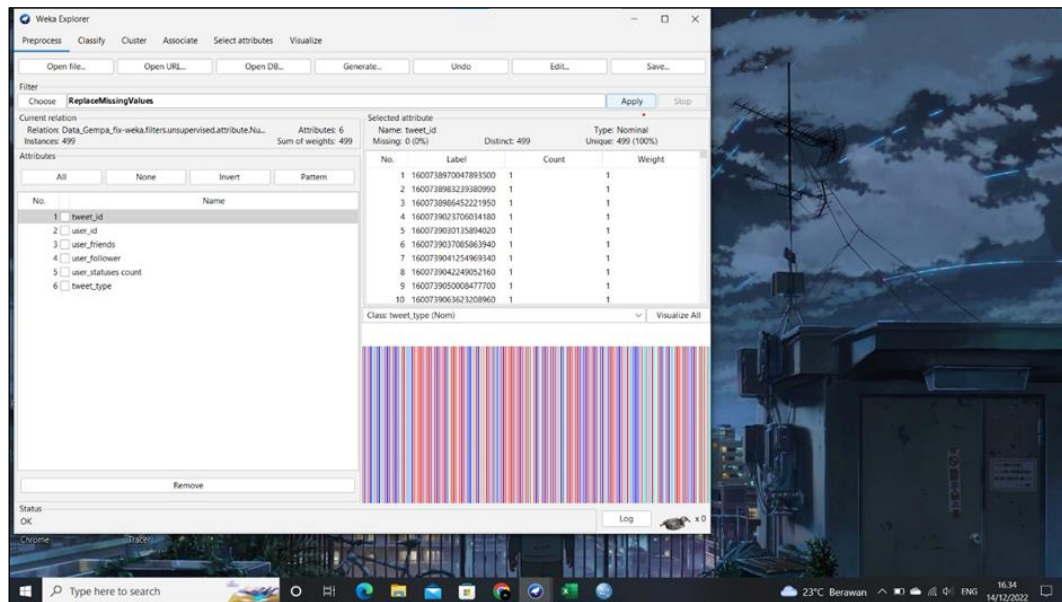 Weka Explorer
Preprocess Classify Cluster Associate Select attributes Visualize
Open file... Open URL... Open DB... Generate... Undo Edit... Save...
Filter
Choose ReplaceMissingValues Apply Stop
Current relation
Relation: Data_Gempa_fix-weka.filters.unsupervised.attribute.Nu... Attributes: 6
Instances: 499 Sum of weights: 499
Selected attribute
Name: tweet_id Type: Nominal
Missing: 0 (0%) Distinct: 499 Unique: 499 (100%)
Attributes
All None Invert Pattern
No. Name
1 tweet_id
2 user_id
3 user_friends
4 user_follower
5 user_statuses count
6 tweet_type
No. Label Count Weight
1 1600738970047893500 1 1
2 1600738983239380990 1 1
3 1600738986452221950 1 1
4 1600739023706034180 1 1
5 1600739030135894020 1 1
6 1600739037085863940 1 1
7 1600739041254969340 1 1
8 1600739042249052160 1 1
9 1600739050008477700 1 1
10 1600739063623208960 1 1
Class: tweet_type (Nom) Visualize All
Remove
Status
OK
Log x 0
Chrome Tracer
Type here to search
23°C Berawan ENG
16.34
14/12/2022